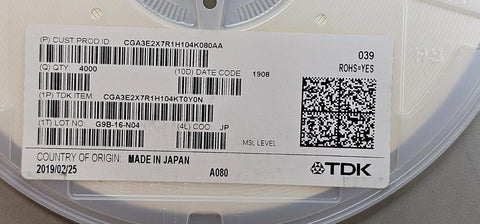 (P) CUST PROD ID: CGA3E2X7R1H104K080AA
039
ROHS=YES
(Q) QTY 4000 (10D) DATE CODE 1908
(1P) TDK ITEM CGA3E2X7R1H104KT0Y0N
(1T) LOT NO G9B-16-N04 (4L) COO JP
MSL LEVEL
COUNTRY OF ORIGIN: MADE IN JAPAN
2019/02/25 A080
TDK